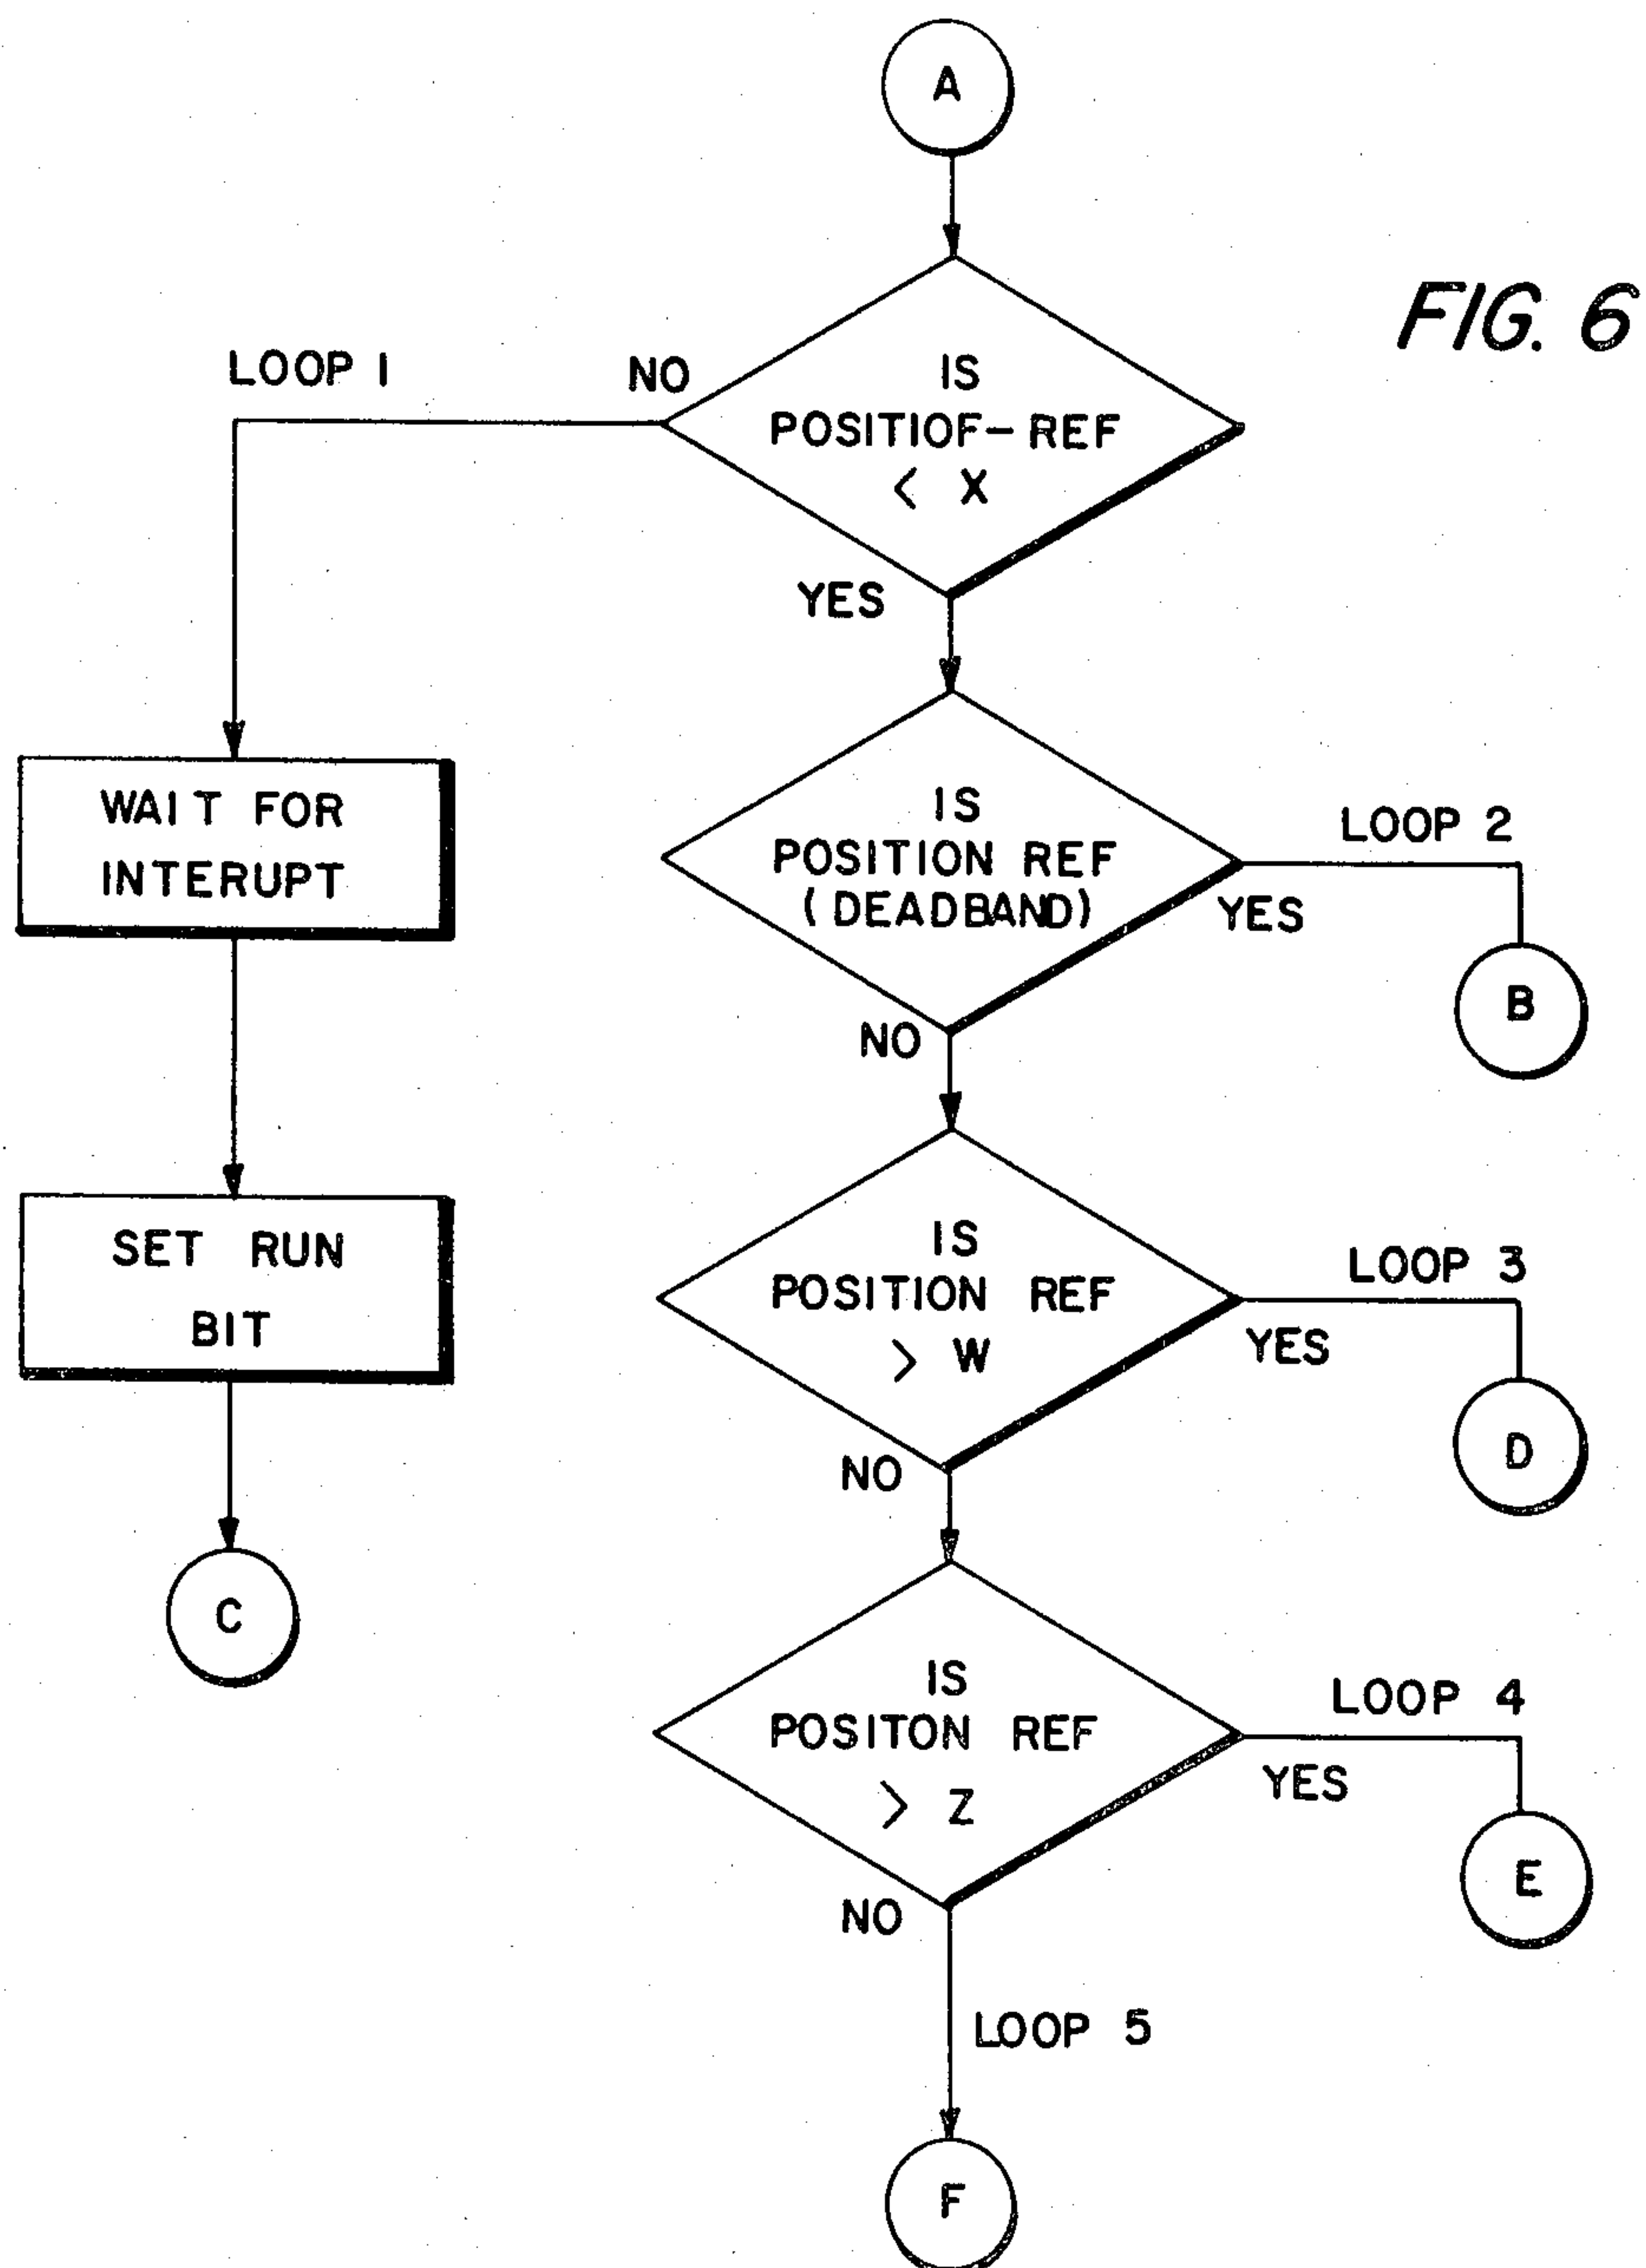 A
FIG. 6
LOOP 1
NO
IS
POSITIOF-REF
< X
YES
WAIT FOR
INTERUPT
IS
POSITION REF
(DEADBAND)
LOOP 2
YES
B
NO
SET RUN
BIT
IS
POSITION REF
> W
LOOP 3
YES
D
NO
C
IS
POSITON REF
> Z
LOOP 4
YES
E
NO
LOOP 5
F